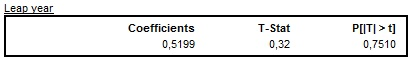 Leap year
Coefficients T-Stat P[|T| > t]
0,5199 0,32 0,7510